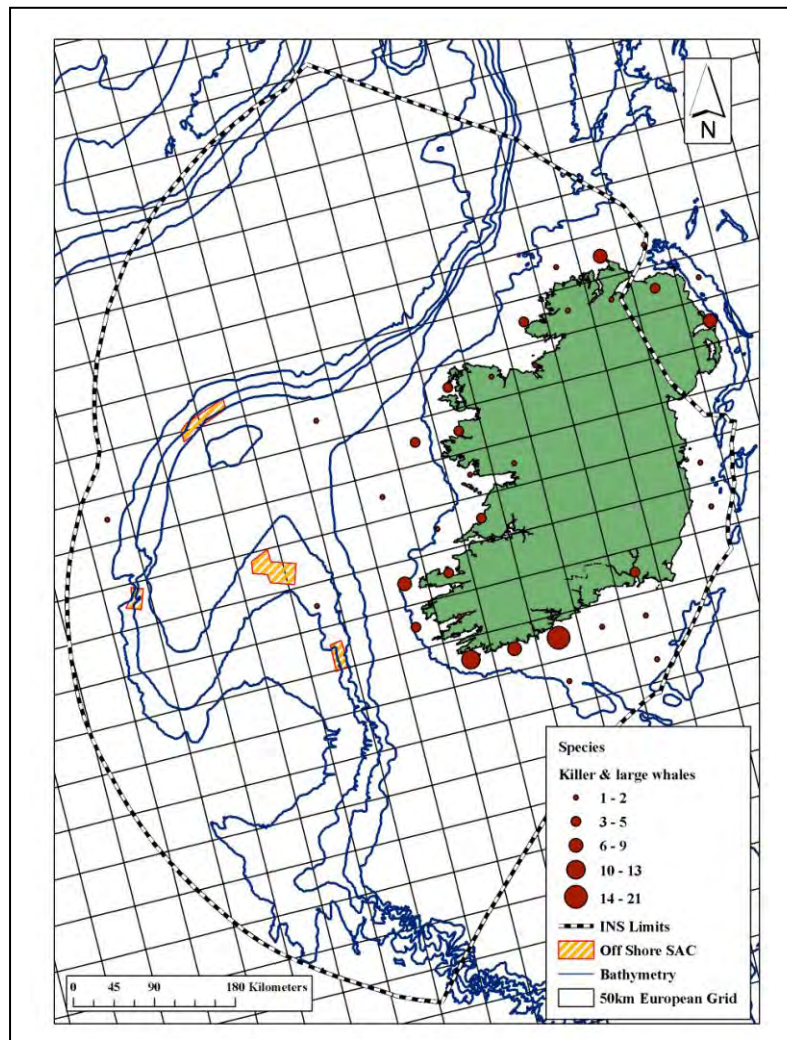 N
Species
Killer & large whales
1 - 2
3 - 5
6 - 9
10 - 13
14 - 21
INS Limits
Off Shore SAC
Bathymetry
50km European Grid
0 45 90 180 Kilometers